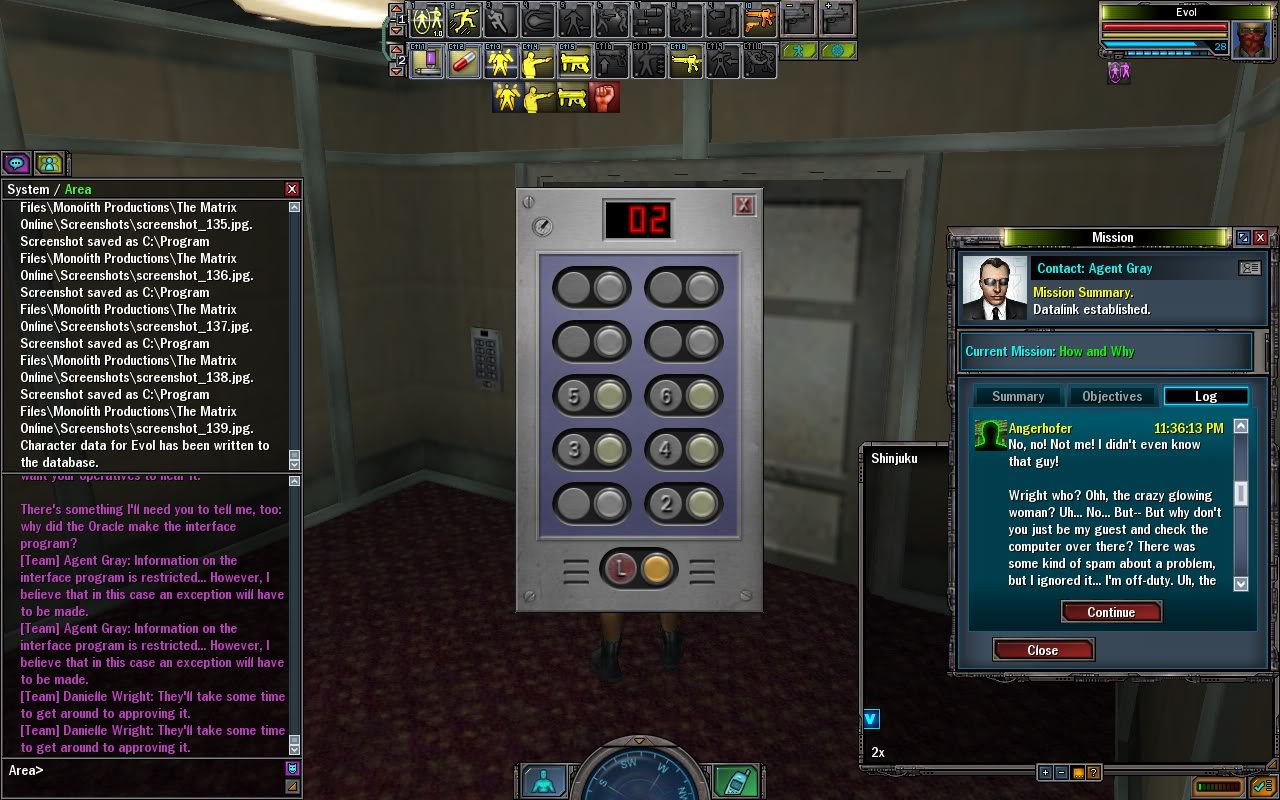 1
1.0
10
2
Ctrl1
Ctrl2
Ctrl3
Ctrl4
Ctrl5
Ctrl8
Evol
28
System / Area
Files\Monolith Productions\The Matrix
Online\Screenshots\screenshot_135.jpg.
Screenshot saved as C:\Program
Files\Monolith Productions\The Matrix
Online\Screenshots\screenshot_136.jpg.
Screenshot saved as C:\Program
Files\Monolith Productions\The Matrix
Online\Screenshots\screenshot_137.jpg.
Screenshot saved as C:\Program
Files\Monolith Productions\The Matrix
Online\Screenshots\screenshot_138.jpg.
Screenshot saved as C:\Program
Files\Monolith Productions\The Matrix
Online\Screenshots\screenshot_139.jpg.
Character data for Evol has been written to
the database.
want your operatives to hear it.
There's something I'll need you to tell me, too:
why did the Oracle make the interface
program?
[Team] Agent Gray: Information on the
interface program is restricted... However, I
believe that in this case an exception will have
to be made.
[Team] Agent Gray: Information on the
interface program is restricted... However, I
believe that in this case an exception will have
to be made.
[Team] Danielle Wright: They'll take some time
to get around to approving it.
[Team] Danielle Wright: They'll take some time
to get around to approving it.
Area>
02
X
5 6
3 4
2
L
S SW W NW
Mission
Contact: Agent Gray
Mission Summary.
Datalink established.
Current Mission: How and Why
Summary Objectives Log
Angerhofer 11:36:13 PM
No, no! Not me! I didn't even know
that guy!
Wright who? Ohh, the crazy glowing
woman? Uh... No... But-- But why don't
you just be my guest and check the
computer over there? There was
some kind of spam about a problem,
but I ignored it... I'm off-duty. Uh, the
Continue
Close
Shinjuku
V
2x